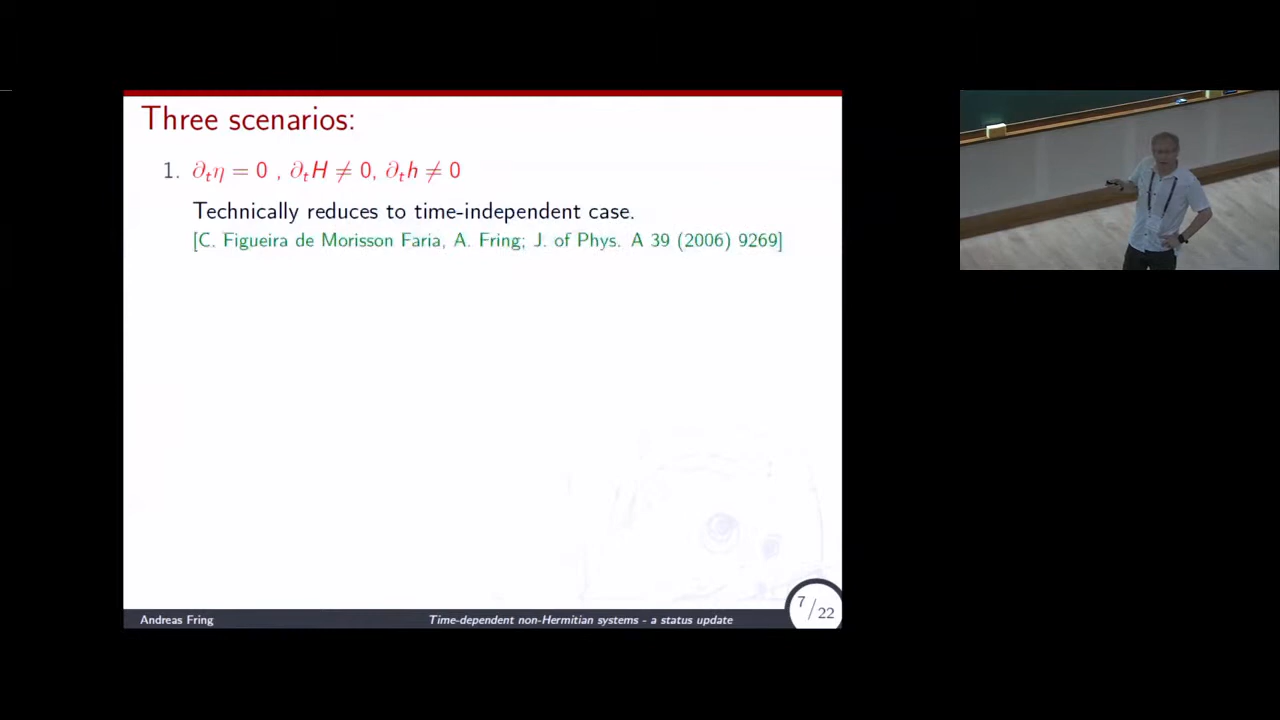 Three scenarios:
1. ∂ₜη = 0 , ∂ₜH ≠ 0, ∂ₜh ≠ 0
Technically reduces to time-independent case.
[C. Figueira de Morisson Faria, A. Fring; J. of Phys. A 39 (2006) 9269]
Andreas Fring
Time-dependent non-Hermitian systems - a status update
7/22